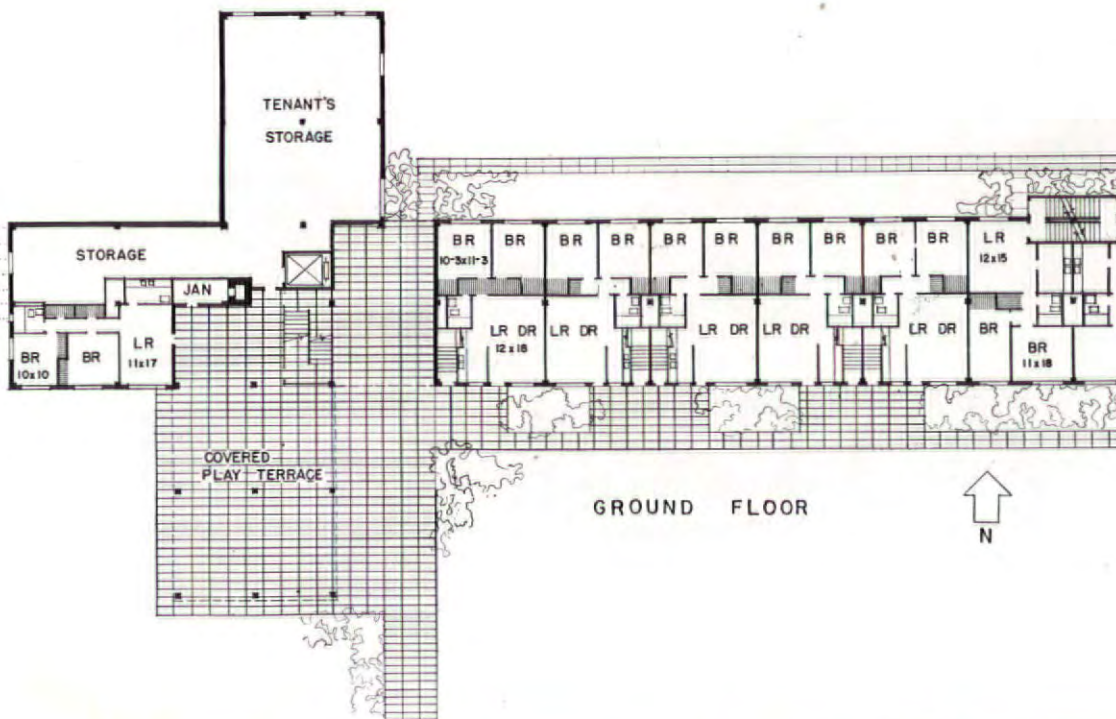 TENANT'S
STORAGE
STORAGE
JAN
BR
10x10
BR
LR
11x17
BR
10-3x11-3
BR
BR
BR
BR
BR
BR
BR
BR
BR
LR
12x15
LR DR
12x18
LR DR
LR DR
LR DR
LR DR
BR
BR
11x18
COVERED
PLAY TERRACE
GROUND FLOOR
N